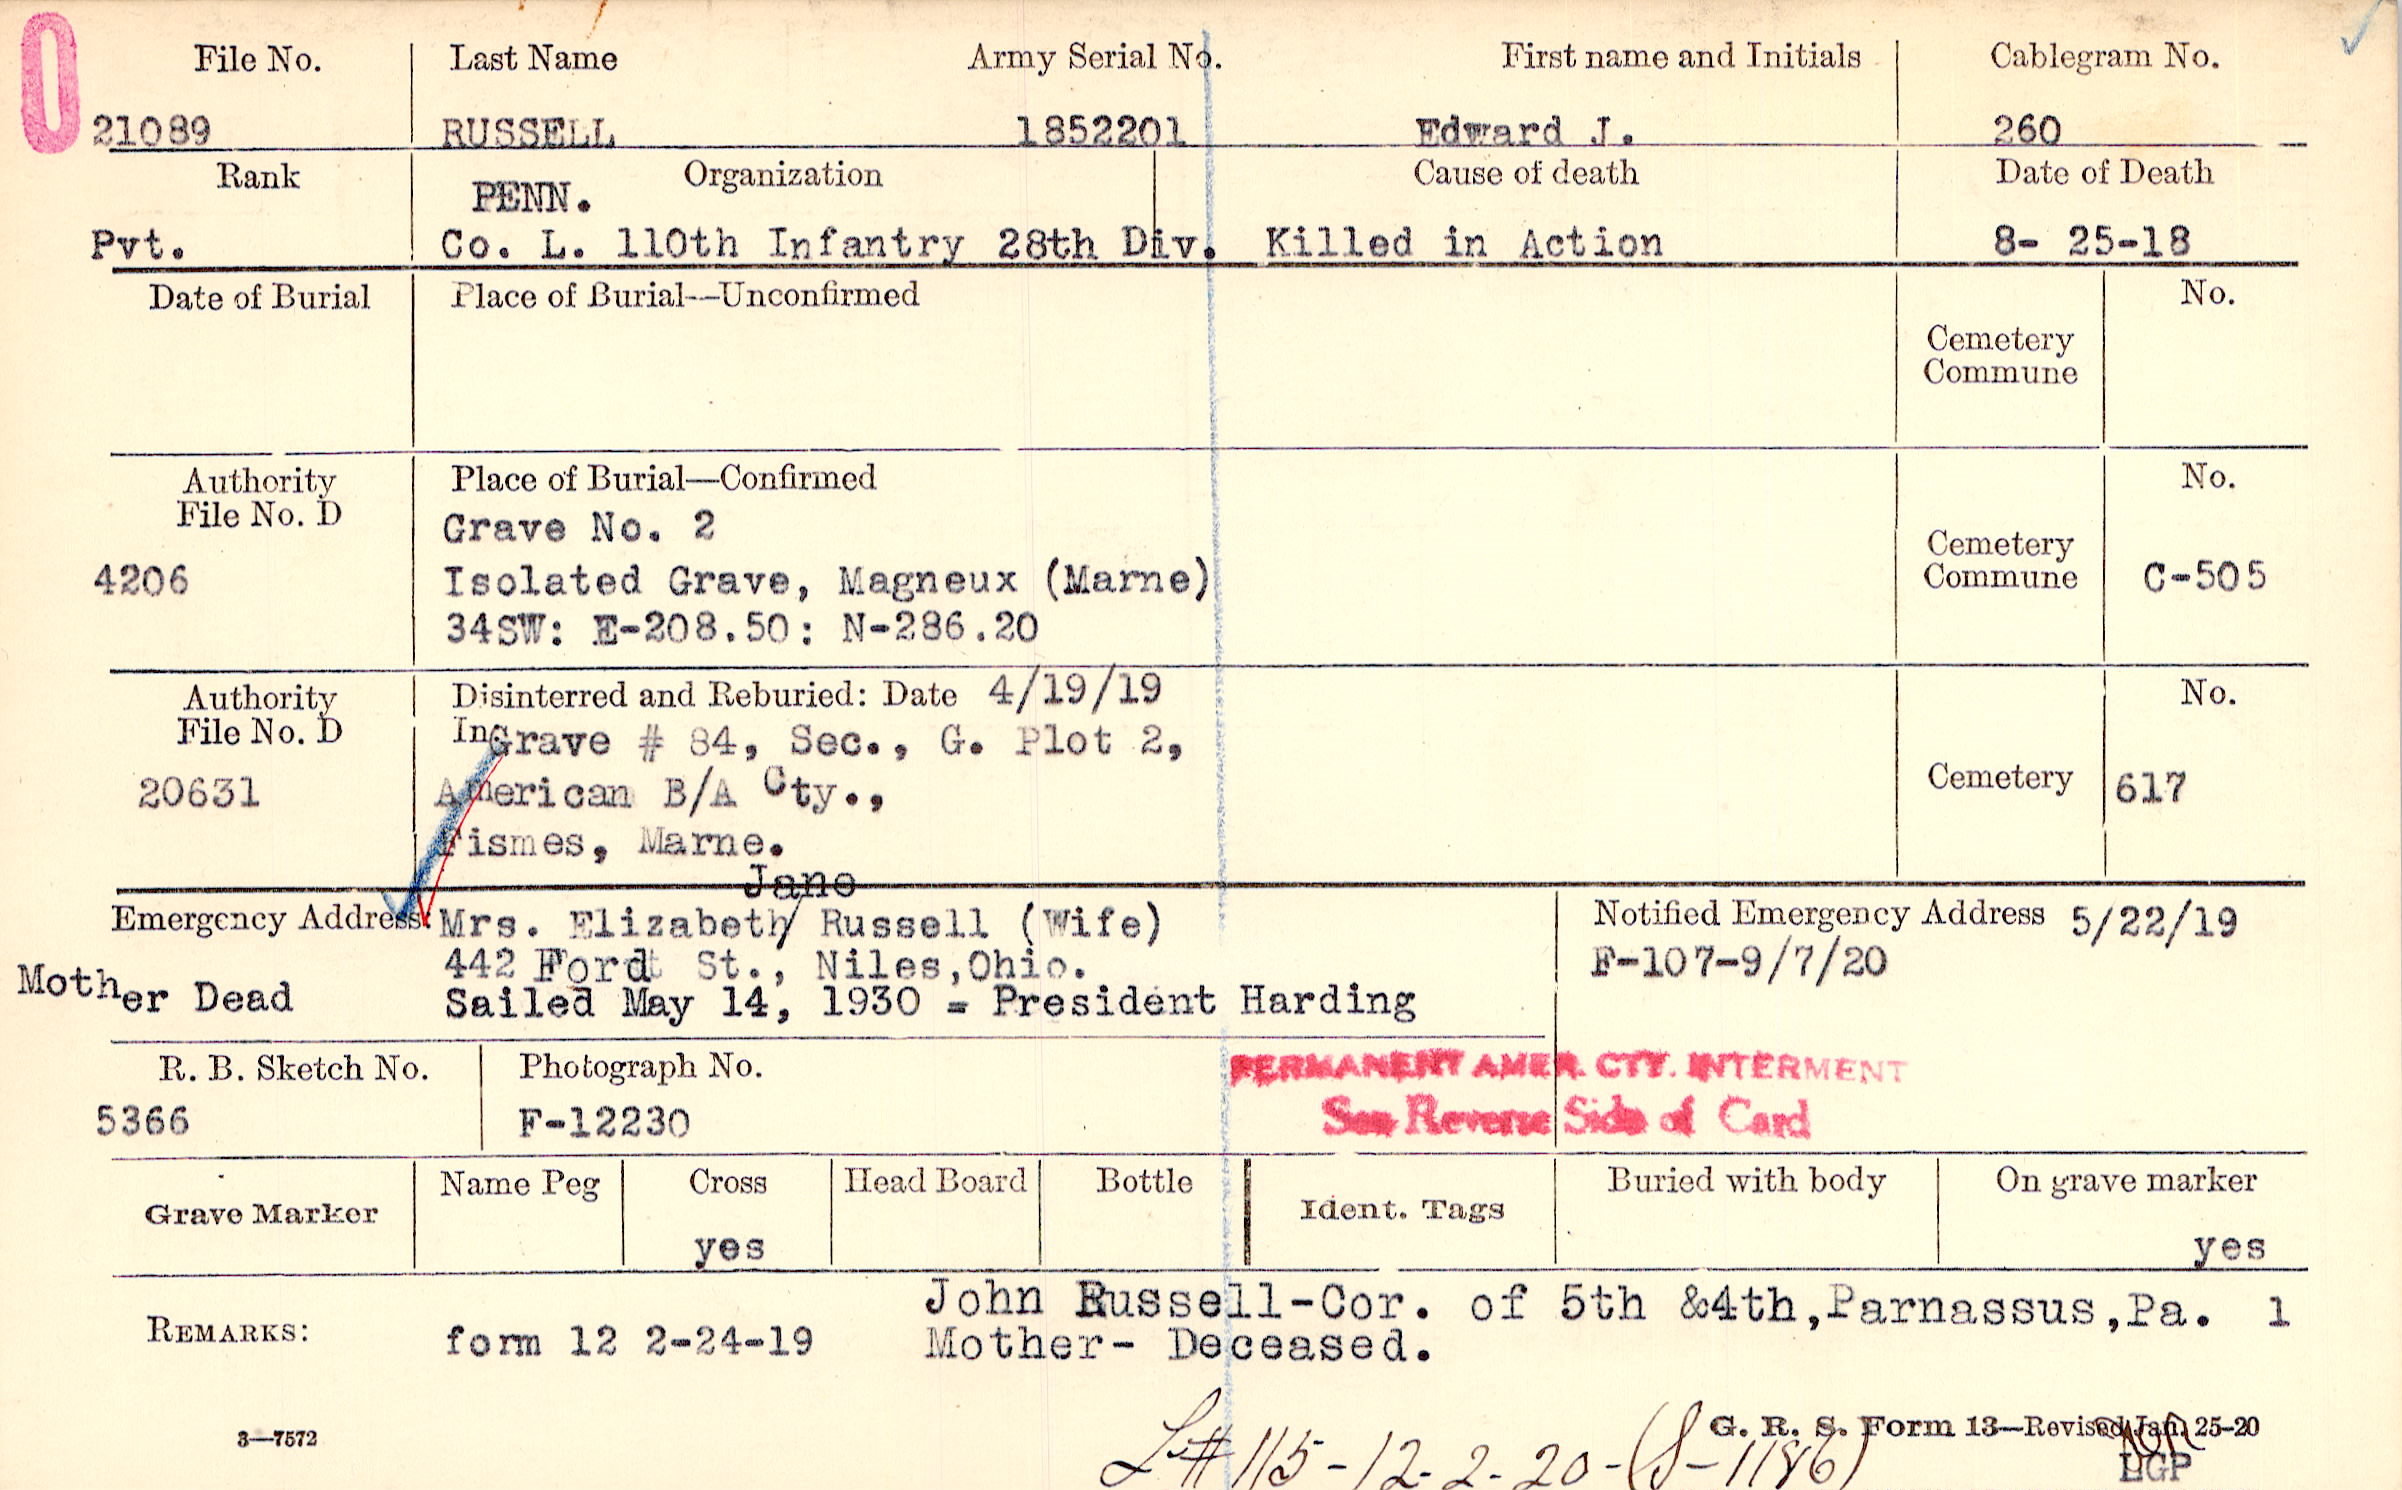 0
File No. Last Name Army Serial No. First name and Initials Cablegram No.
21089 RUSSELL 1852201 Edward J. 260
Rank Organization Cause of death Date of Death
PENN.
Pvt. Co. L. 110th Infantry 28th Div. Killed in Action 8- 25-18
Date of Burial Place of Burial—Unconfirmed No.
Cemetery
Commune
Authority Place of Burial—Confirmed No.
File No. D
Grave No. 2
Cemetery
4206 Isolated Grave, Magneux (Marne) Commune C-505
34SW: E-208.50: N-286.20
Authority Disinterred and Reburied: Date 4/19/19 No.
File No. D In Grave # 84, Sec., G. Plot 2,
20631 American B/A Cty., Cemetery 617
Fismes, Marne.
Jane
Emergency Address: Mrs. Elizabeth Russell (Wife) Notified Emergency Address 5/22/19
442 Ford St., Niles,Ohio. F-107-9/7/20
Mother Dead Sailed May 14, 1930 = President Harding
R. B. Sketch No. Photograph No. PERMANENT AMER. CTY. INTERMENT
5366 F-12230 See Reverse Side of Card
Name Peg Cross Head Board Bottle Buried with body On grave marker
Grave Marker Ident. Tags
yes yes
John Russell-Cor. of 5th &4th,Parnassus,Pa. 1
REMARKS: form 12 2-24-19 Mother- Deceased.
3—7572 G. R. S. Form 13—Revised Jan. 25-20
L# 115-12-2-20-(S-1186)